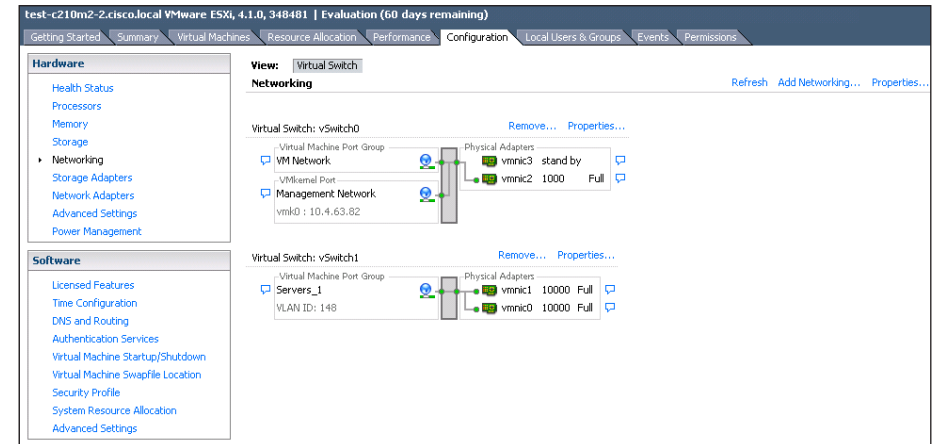 test-c210m2-2.cisco.local VMware ESXi, 4.1.0, 348481 | Evaluation (60 days remaining)
Getting Started Summary Virtual Machines Resource Allocation Performance Configuration Local Users & Groups Events Permissions
Hardware
Health Status
Processors
Memory
Storage
Networking
Storage Adapters
Network Adapters
Advanced Settings
Power Management
Software
Licensed Features
Time Configuration
DNS and Routing
Authentication Services
Virtual Machine Startup/Shutdown
Virtual Machine Swapfile Location
Security Profile
System Resource Allocation
Advanced Settings
View: Virtual Switch
Networking Refresh Add Networking... Properties...
Virtual Switch: vSwitch0 Remove... Properties...
Virtual Machine Port Group Physical Adapters
VM Network vmnic3 stand by
VMkernel Port vmnic2 1000 Full
Management Network
vmk0 : 10.4.63.82
Virtual Switch: vSwitch1 Remove... Properties...
Virtual Machine Port Group Physical Adapters
Servers_1 vmnic1 10000 Full
VLAN ID: 148 vmnic0 10000 Full